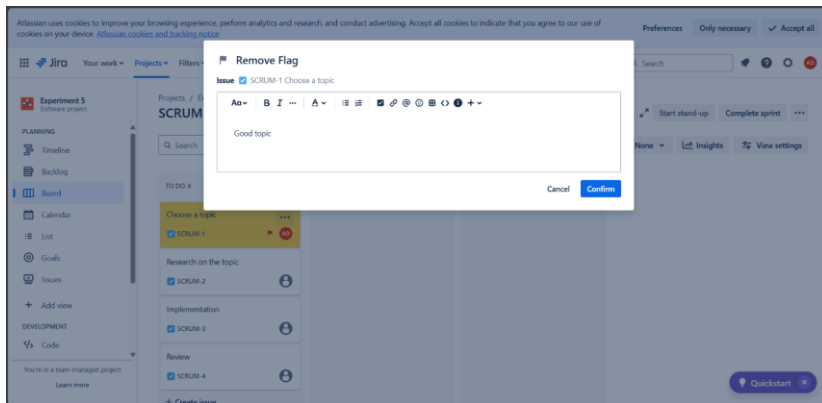 Atlassian uses cookies to improve your browsing experience, perform analytics and research, and conduct advertising. Accept all cookies to indicate that you agree to our use of
cookies on your device. Atlassian cookies and tracking notice
Preferences
Only necessary
Accept all
Jira
Your work
Projects
Filters
Search
AD
Experiment 5
Software project
PLANNING
Timeline
Backlog
Board
Calendar
List
Goals
Issues
Add view
DEVELOPMENT
Code
You're in a team-managed project
Learn more
Projects / Ex
SCRUM
Search
Start stand-up
Complete sprint
None
Insights
View settings
Remove Flag
Issue SCRUM-1 Choose a topic
Aa B I A
Good topic
Cancel
Confirm
TO DO 4
Choose a topic
SCRUM-1
AD
Research on the topic
SCRUM-2
Implementation
SCRUM-3
Review
SCRUM-4
+ Create issue
Quickstart